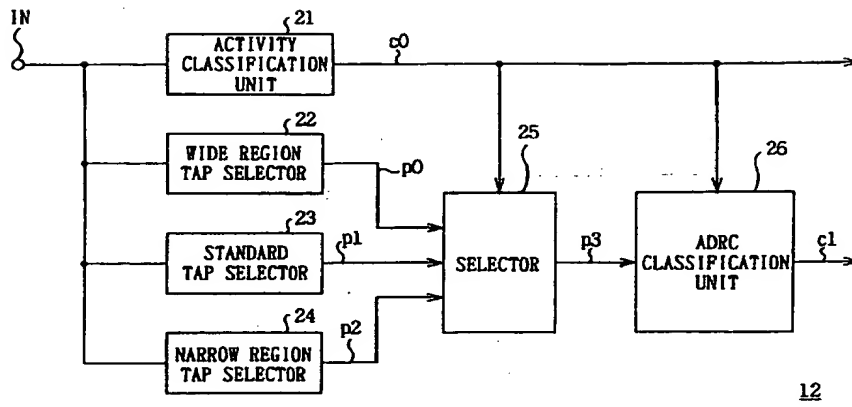 IN
21
ACTIVITY
CLASSIFICATION
UNIT
c0
22
WIDE REGION
TAP SELECTOR
p0
23
STANDARD
TAP SELECTOR
p1
24
NARROW REGION
TAP SELECTOR
p2
25
SELECTOR
p3
26
ADRC
CLASSIFICATION
UNIT
c1
12